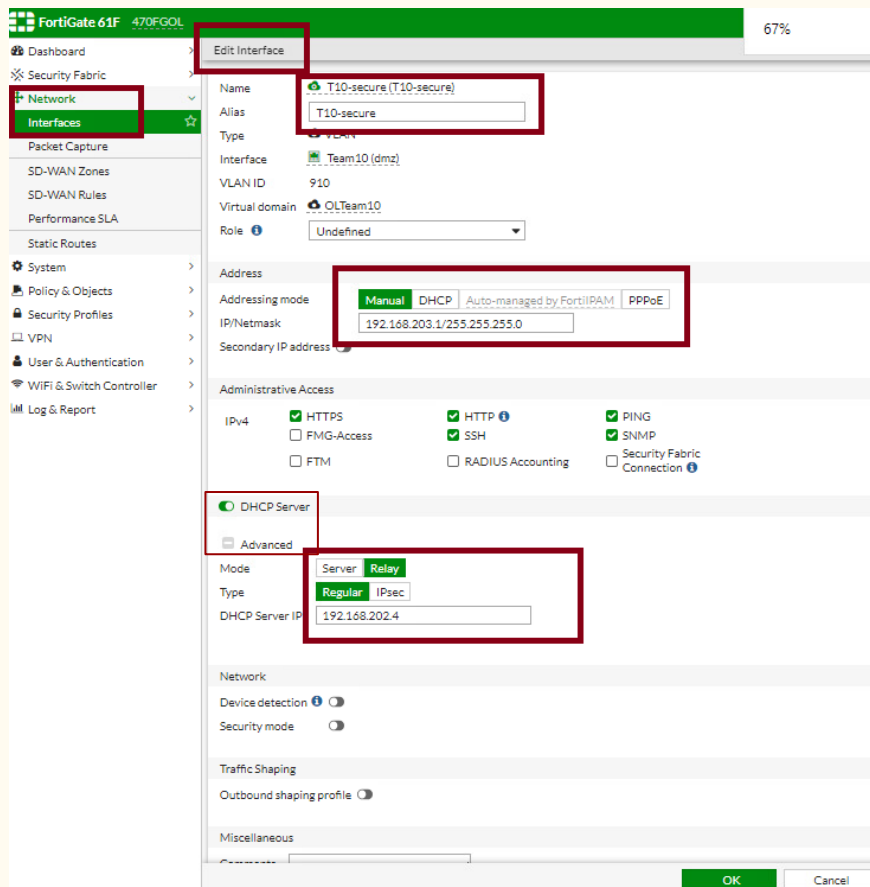 FortiGate 61F 470FGOL
67%
Dashboard
Security Fabric
Network
Interfaces
Packet Capture
SD-WAN Zones
SD-WAN Rules
Performance SLA
Static Routes
System
Policy & Objects
Security Profiles
VPN
User & Authentication
WiFi & Switch Controller
Log & Report
Edit Interface
Name T10-secure (T10-secure)
Alias T10-secure
Type VLAN
Interface Team10 (dmz)
VLAN ID 910
Virtual domain OLTeam10
Role Undefined
Address
Addressing mode Manual DHCP Auto-managed by FortiIPAM PPPoE
IP/Netmask 192.168.203.1/255.255.255.0
Secondary IP address
Administrative Access
IPv4 HTTPS HTTP PING
FMG-Access SSH SNMP
FTM RADIUS Accounting Security Fabric
Connection
DHCP Server
Advanced
Mode Server Relay
Type Regular IPsec
DHCP Server IP 192.168.202.4
Network
Device detection
Security mode
Traffic Shaping
Outbound shaping profile
Miscellaneous
Comments
OK Cancel